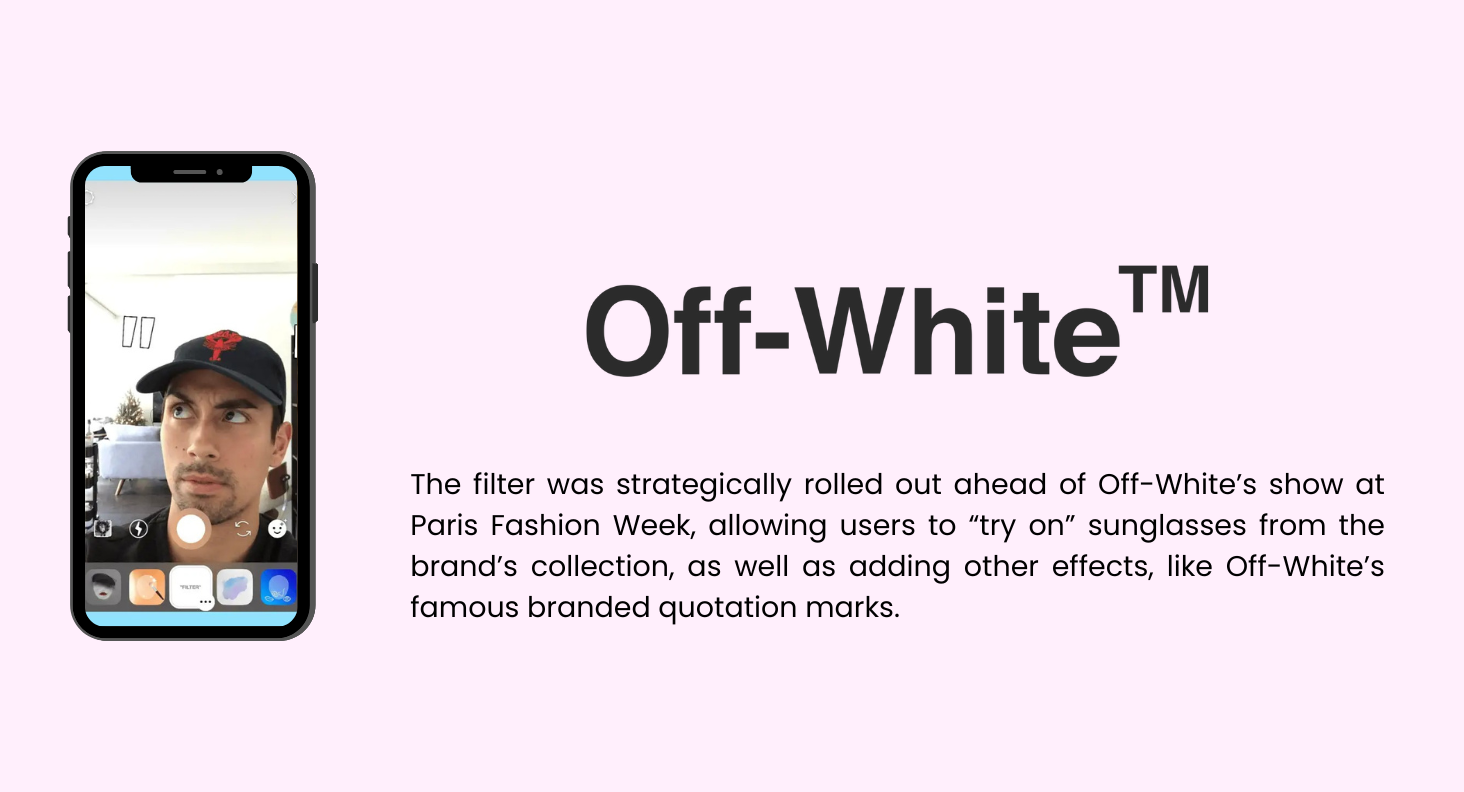 Off-White™
The filter was strategically rolled out ahead of Off-White’s show at
Paris Fashion Week, allowing users to “try on” sunglasses from the
brand’s collection, as well as adding other effects, like Off-White’s
famous branded quotation marks.
"FILTER"